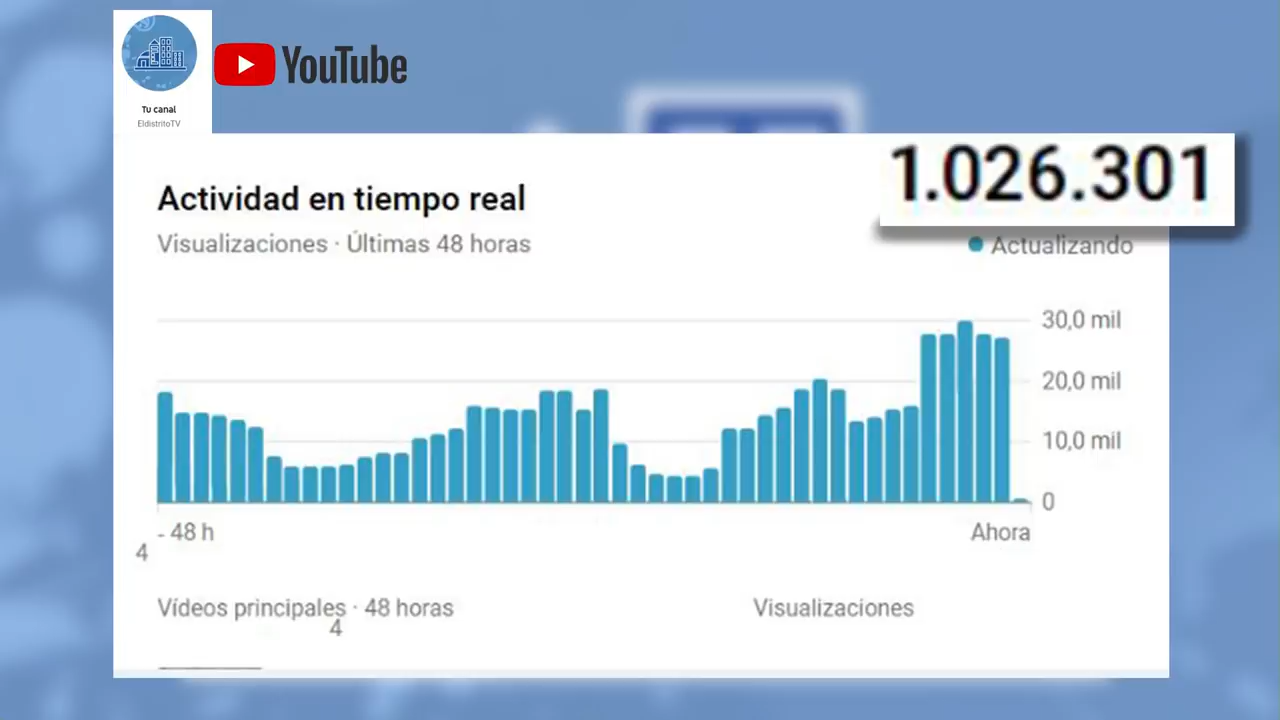 YouTube
Tu canal
EldistritoTV
1.026.301
Actividad en tiempo real
Visualizaciones · Últimas 48 horas
Actualizando
30,0 mil
20,0 mil
10,0 mil
0
- 48 h
Ahora
4
Vídeos principales · 48 horas
Visualizaciones
4